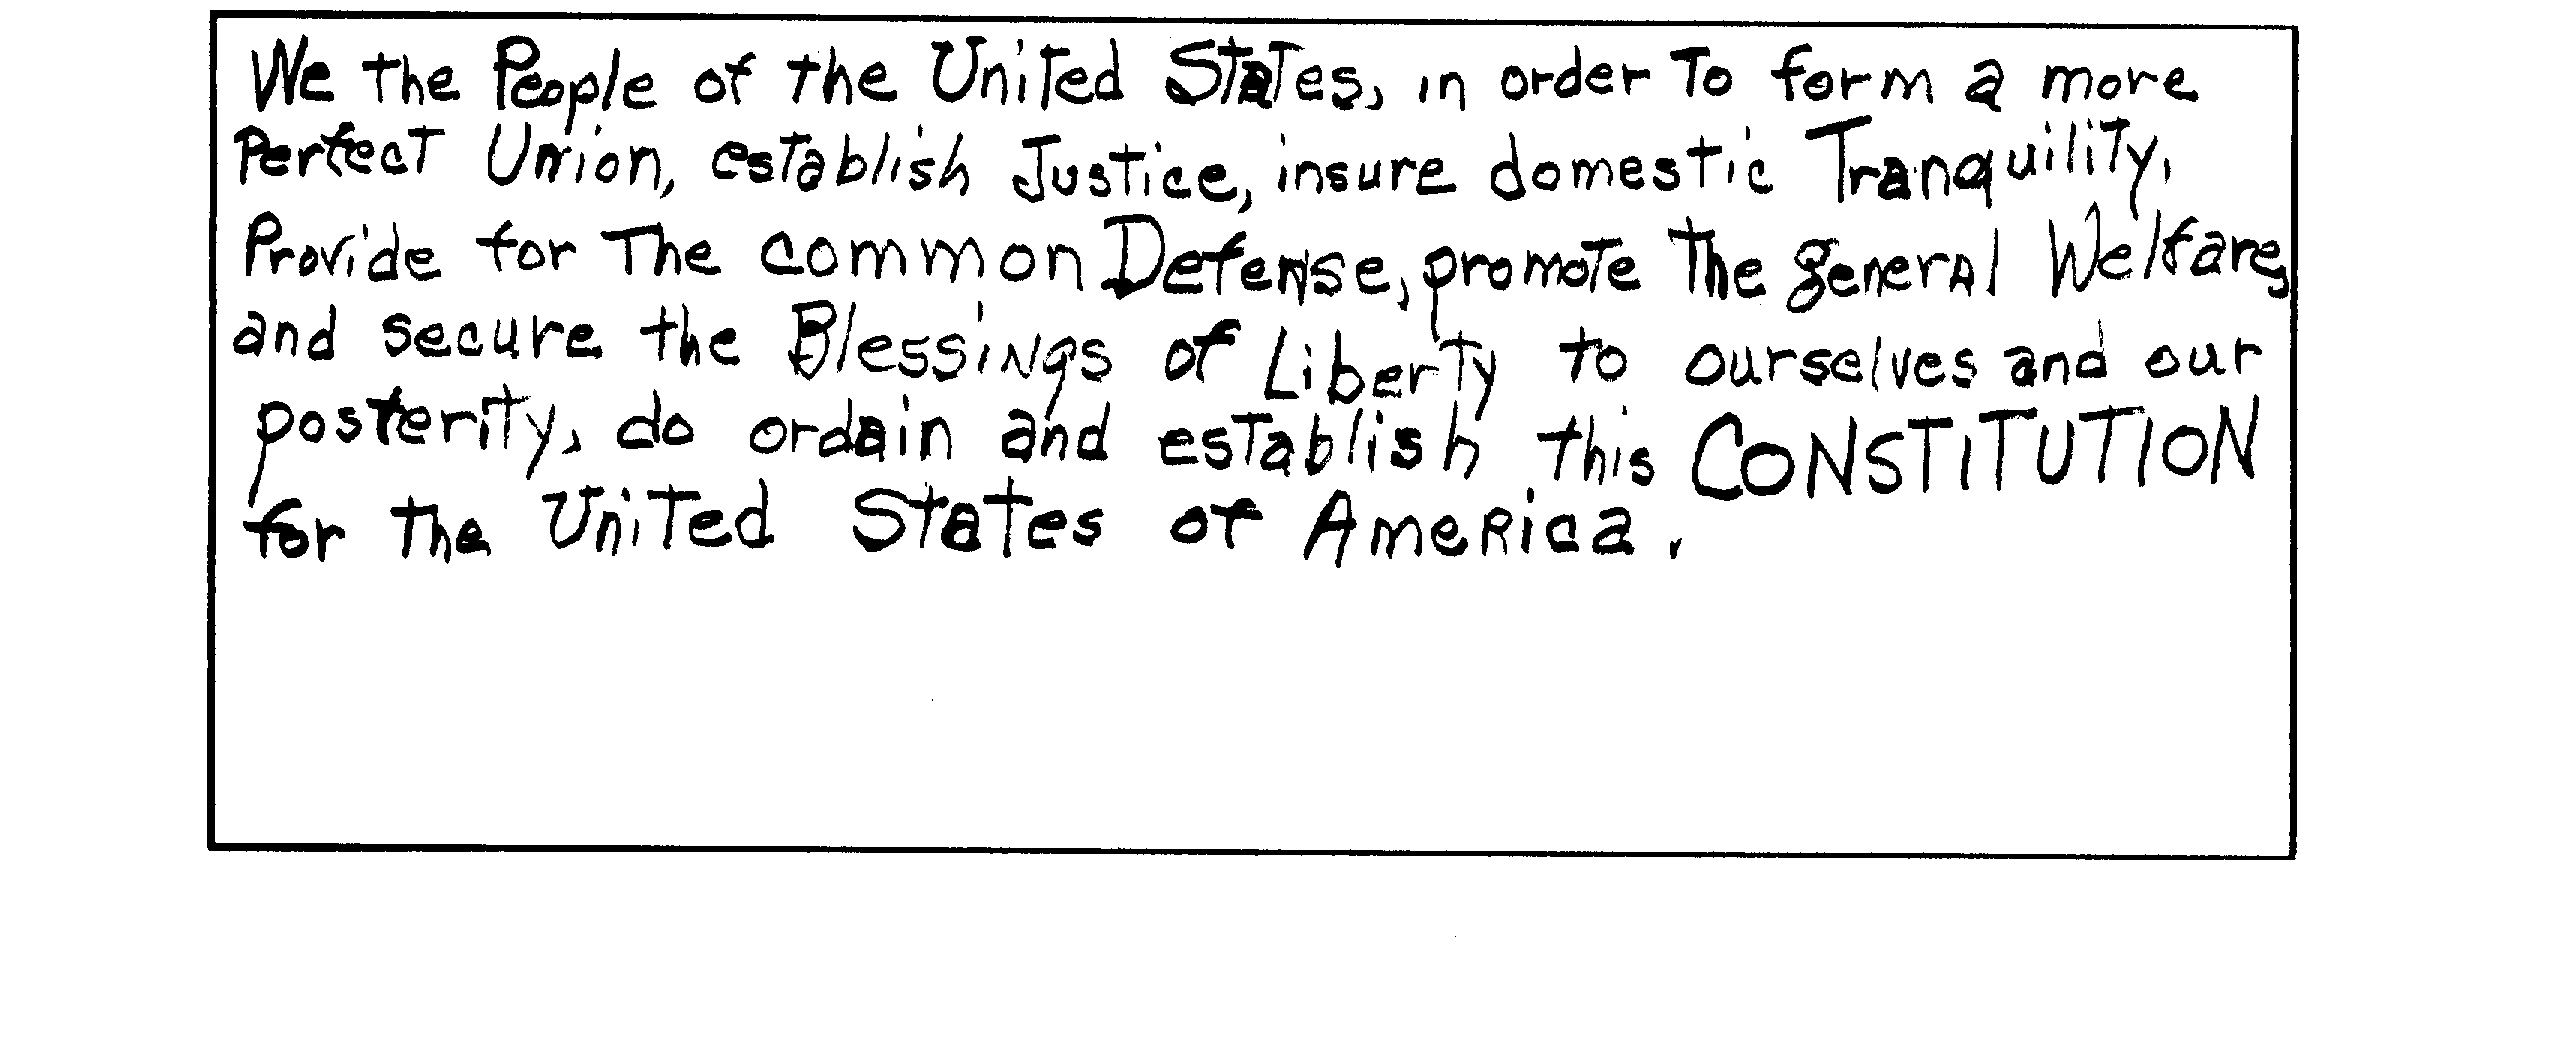 We the People of the United States, in order To form a more
Perfect Union, establish Justice, insure domestic Tranquility,
Provide for The common Defense, promote the general Welfare,
and secure the Blessings of Liberty to ourselves and our
posterity, do ordain and establish this CONSTITUTION
for the United States of America.